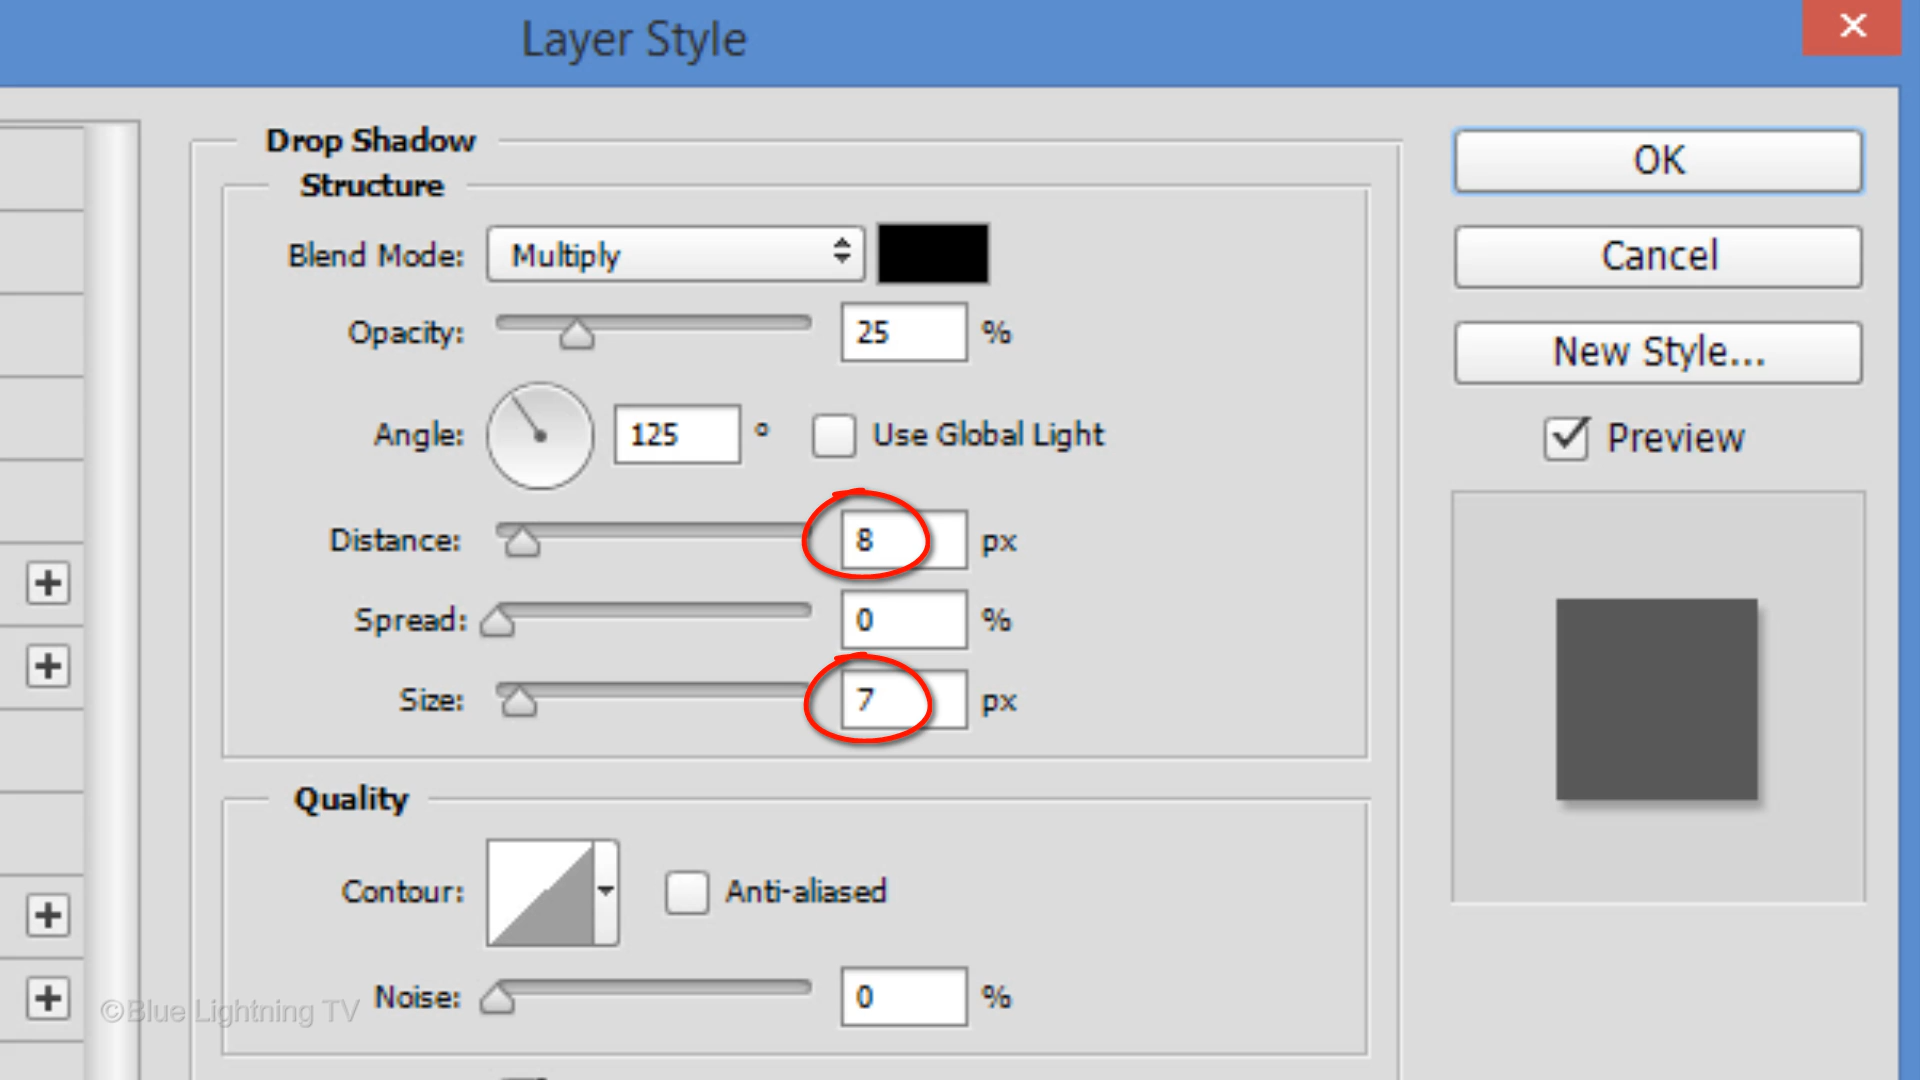 Layer Style
Drop Shadow
OK
Structure
Blend Mode: Multiply
Cancel
Opacity: 25 %
New Style...
Angle: 125 ° Use Global Light
Preview
Distance: 8 px
Spread: 0 %
Size: 7 px
Quality
Contour: Anti-aliased
Noise: 0 %
©Blue Lightning TV